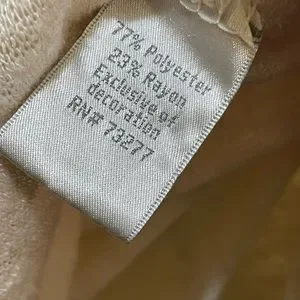 77% Polyester
23% Rayon
Exclusive of
decoration
RN# 73277